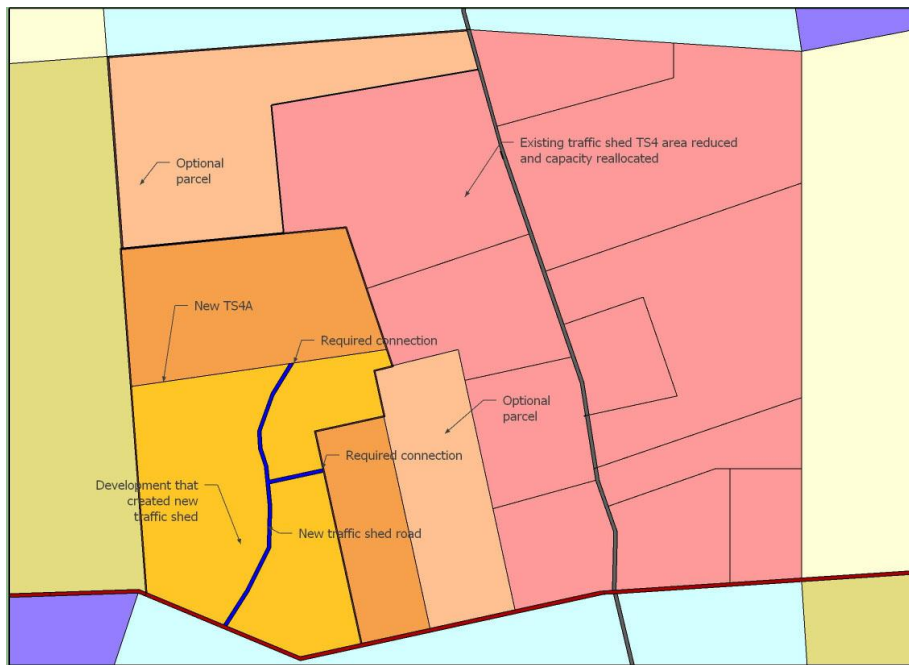 Existing traffic shed TS4 area reduced
and capacity reallocated
Optional
parcel
New TS4A
Required connection
Optional
parcel
Required connection
Development that
created new
traffic shed
New traffic shed road